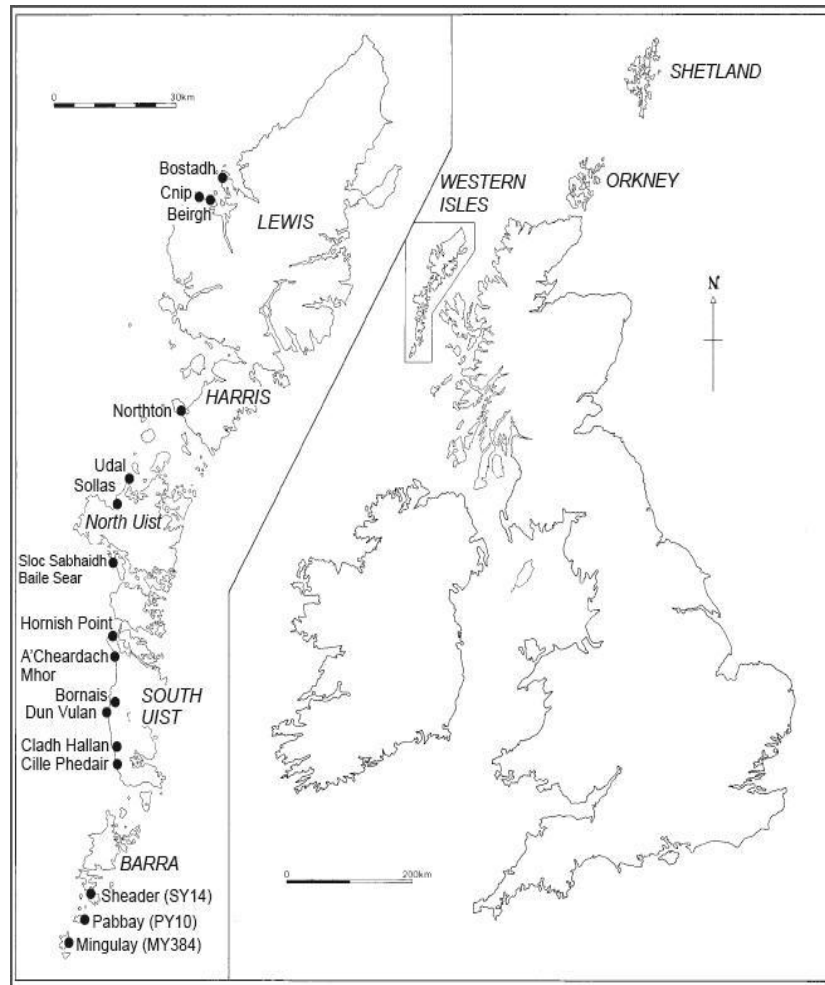 SHETLAND
0
30km
ORKNEY
WESTERN
ISLES
Bostadh
Cnip
Beirgh
LEWIS
N
HARRIS
Northton
Udal
Sollas
North Uist
Sloc Sabhaidh
Baile Sear
Hornish Point
A'Cheardach
Mhor
Bornais
SOUTH
UIST
Dun Vulan
Cladh Hallan
Cille Phedair
BARRA
0
200km
Sheader (SY14)
Pabbay (PY10)
Mingulay (MY384)